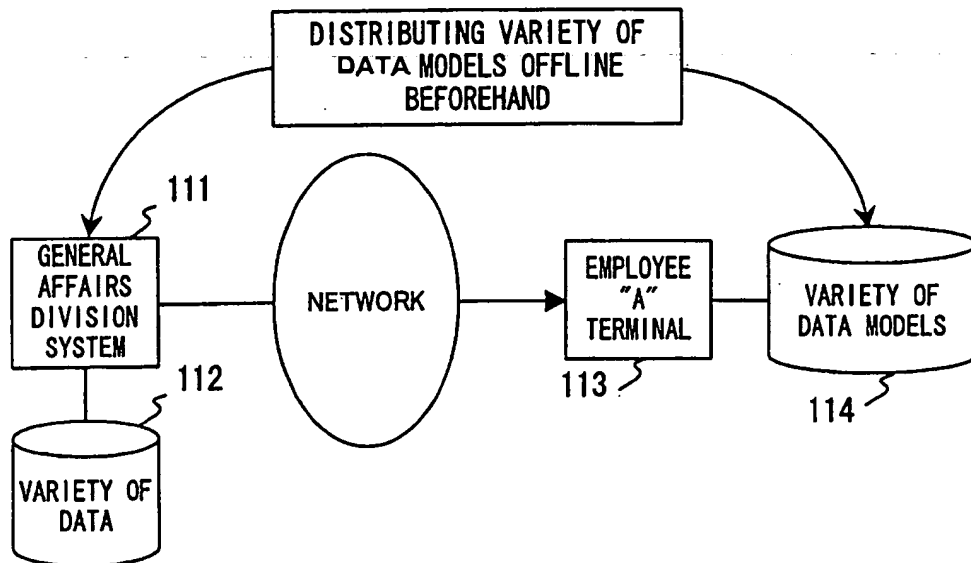 DISTRIBUTING VARIETY OF
DATA MODELS OFFLINE
BEFOREHAND
111
GENERAL
AFFAIRS
DIVISION
SYSTEM
NETWORK
EMPLOYEE
"A"
TERMINAL
113
VARIETY OF
DATA MODELS
114
112
VARIETY OF
DATA